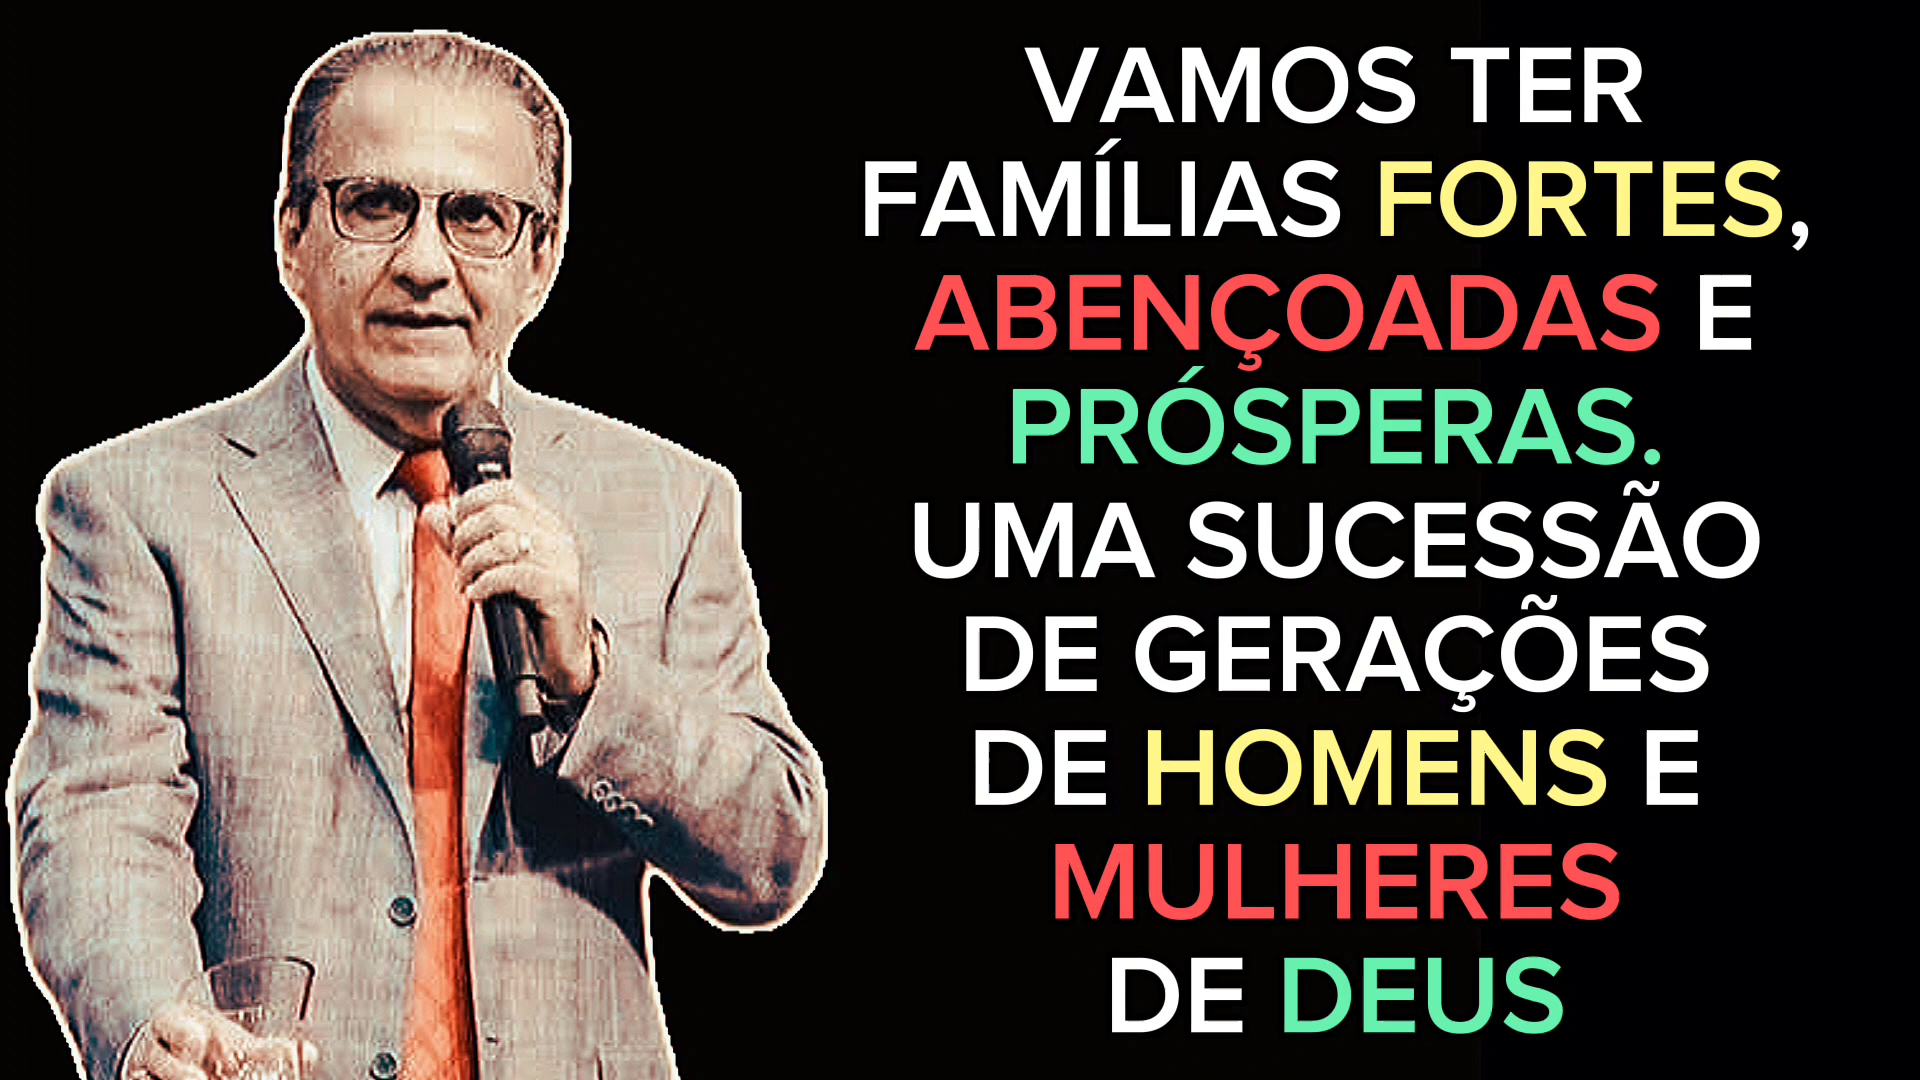 VAMOS TER
FAMÍLIAS FORTES,
ABENÇOADAS E
PRÓSPERAS.
UMA SUCESSÃO
DE GERAÇÕES
DE HOMENS E
MULHERES
DE DEUS